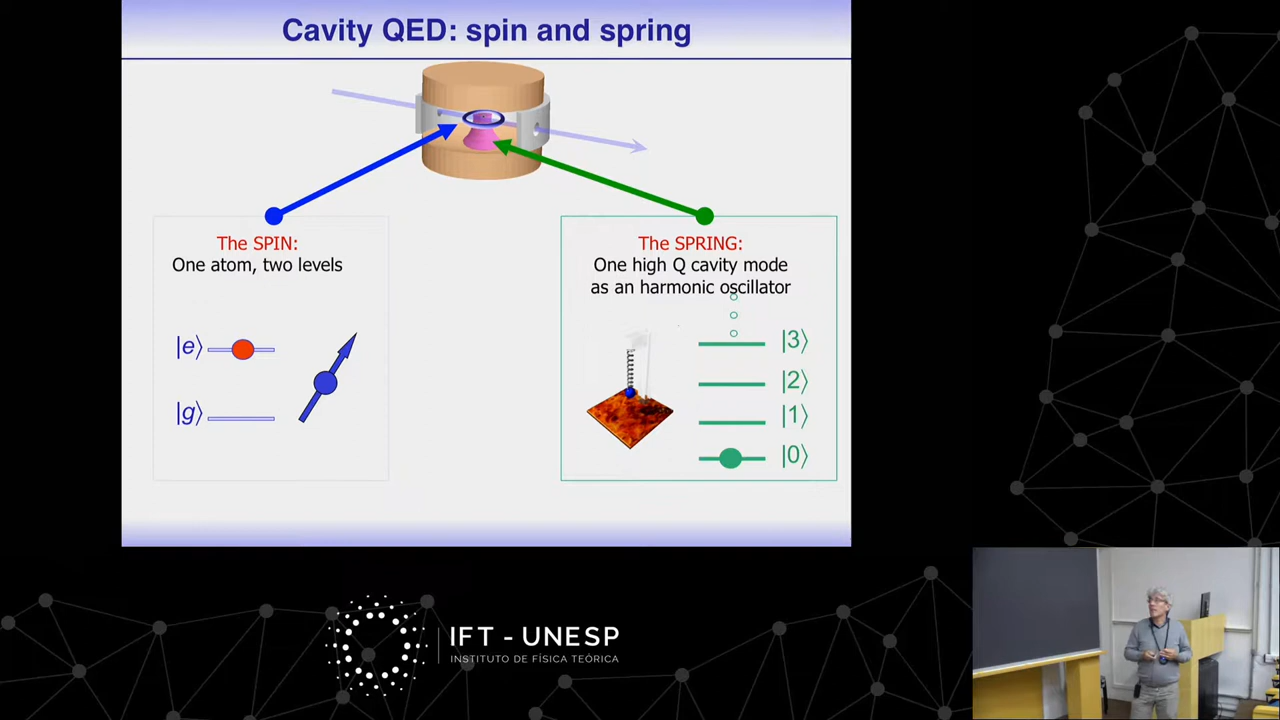 Cavity QED: spin and spring
The SPIN:
One atom, two levels
|e⟩
|g⟩
The SPRING:
One high Q cavity mode
as an harmonic oscillator
|3⟩
|2⟩
|1⟩
|0⟩
IFT - UNESP
INSTITUTO DE FÍSICA TEÓRICA